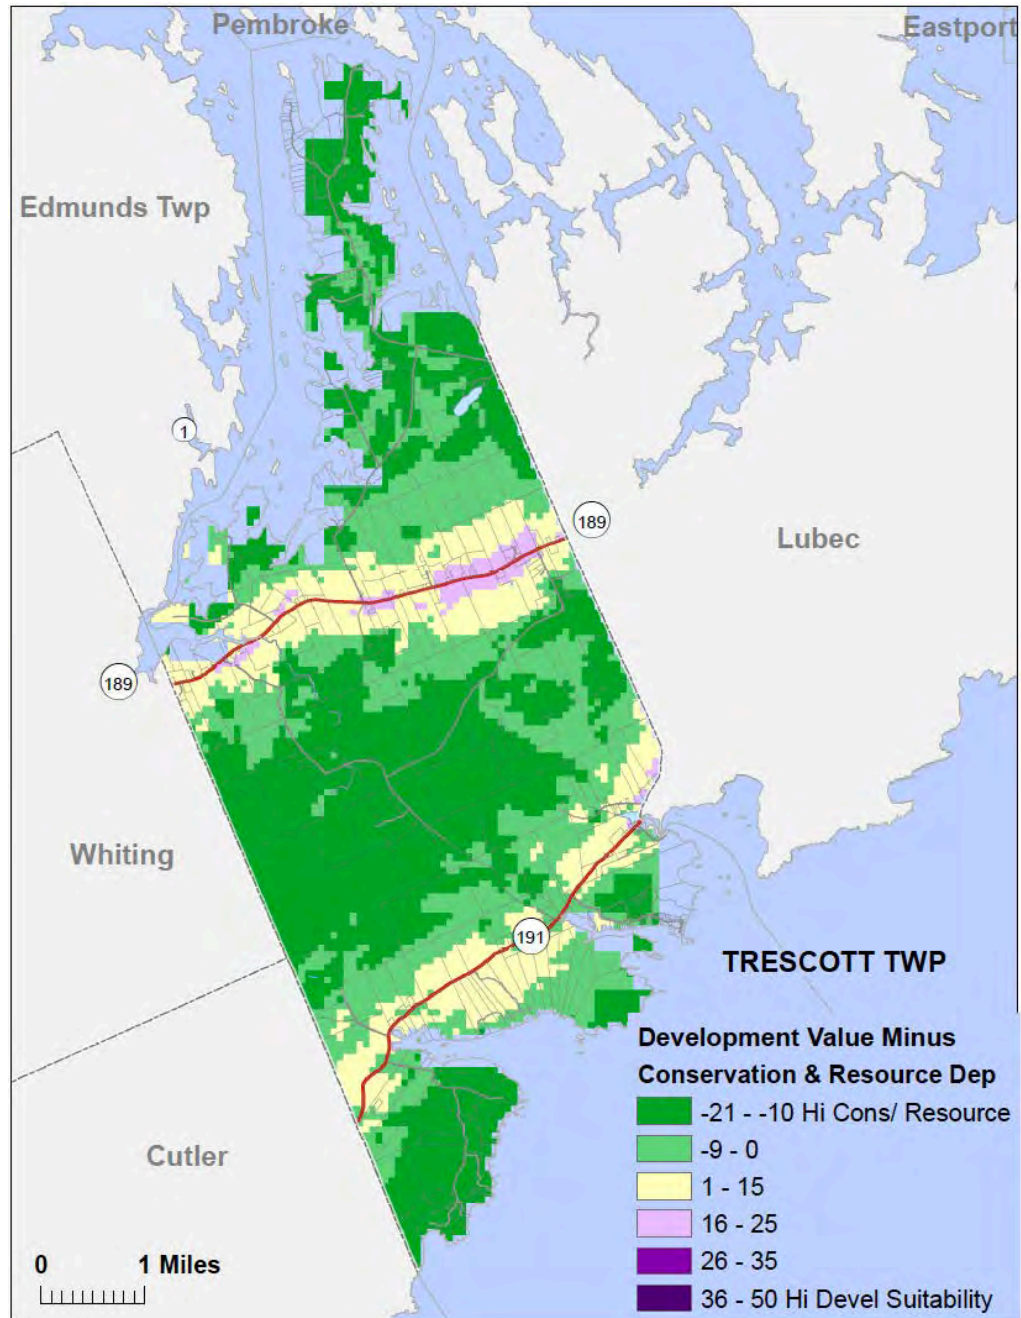 Pembroke
Eastport
Edmunds Twp
1
189
Lubec
189
Whiting
191
TRESCOTT TWP
Development Value Minus
Conservation & Resource Dep
-21 - -10 Hi Cons/ Resource
-9 - 0
1 - 15
16 - 25
26 - 35
36 - 50 Hi Devel Suitability
Cutler
0 1 Miles